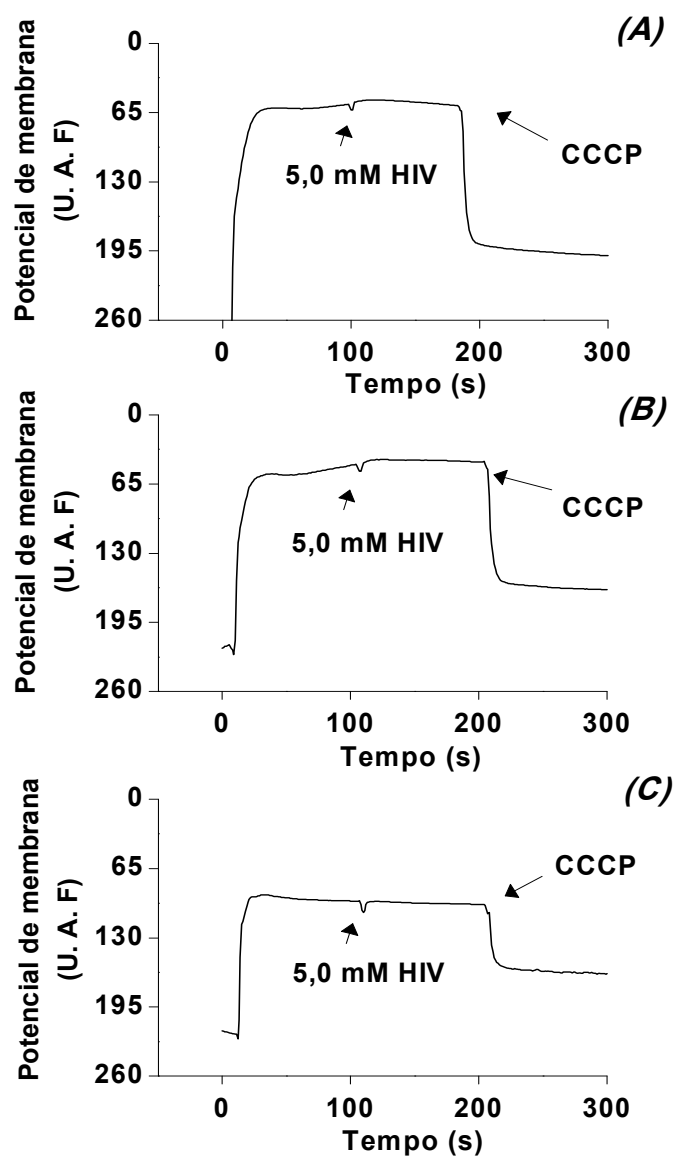 (A)
Potencial de membrana
(U. A. F)
0
65
130
195
260
CCCP
5,0 mM HIV
0 100 200 300
Tempo (s)
(B)
Potencial de membrana
(U. A. F)
0
65
130
195
260
CCCP
5,0 mM HIV
0 100 200 300
Tempo (s)
(C)
Potencial de membrana
(U. A. F)
0
65
130
195
260
CCCP
5,0 mM HIV
0 100 200 300
Tempo (s)